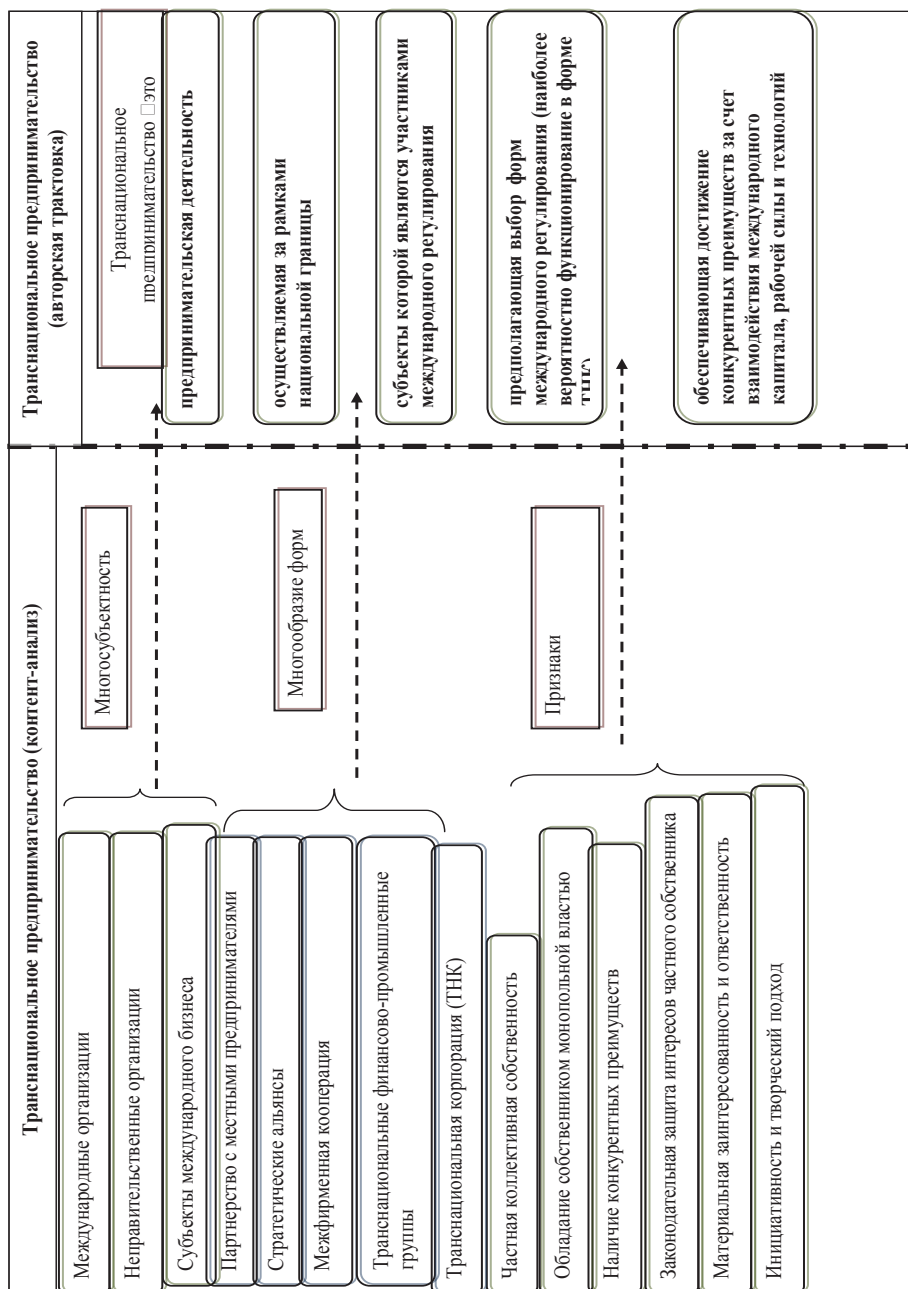 Транснациональное предприятие (контент-анализ)
Международные организации
Неправительственные организации
Субъекты международного бизнеса
Многосубъектность
Партнерство с местными предпринимателями
Стратегические альянсы
Межфирменная кооперация
Транснациональные финансово-промышленные
группы
Транснациональная корпорация (ТНК)
Многообразие форм
Частная коллективная собственность
Обладание собственником монопольной властью
Наличие конкурентных преимуществ
Законодательная защита интересов частного собственника
Материальная заинтересованность и ответственность
Инициативность и творческий подход
Признаки
Транснациональное предпринимательство
(авторская трактовка)
Транснациональное
предпринимательство □это
предпринимательская деятельность
осуществляемая за рамками
национальной границы
субъекты которой являются участниками
международного регулирования
предполагающая выбор форм
международного регулирования (наиболее
вероятностно функционирование в форме
обеспечивающая достижение
конкурентных преимуществ за счет
взаимодействия международного
капитала, рабочей силы и технологий